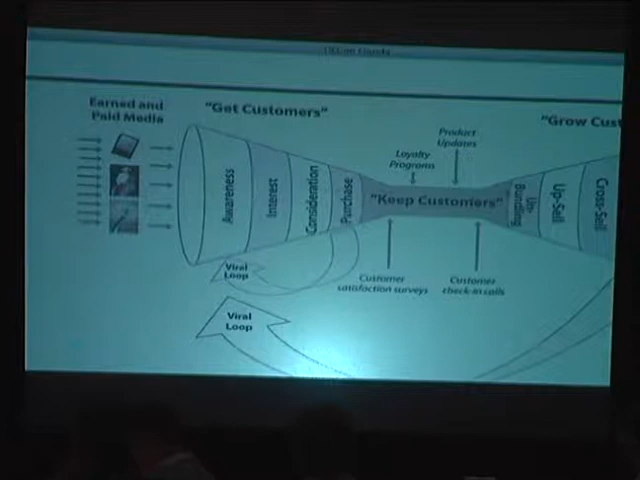 Earned and
Paid Media
"Get Customers"
"Grow Cust
Product
Updates
Loyalty
Programs
Awareness
Interest
Consideration
Purchase
"Keep Customers"
Up-Sell
Cross-Sell
Viral
Loop
Customer
satisfaction surveys
Customer
check-in calls
Viral
Loop